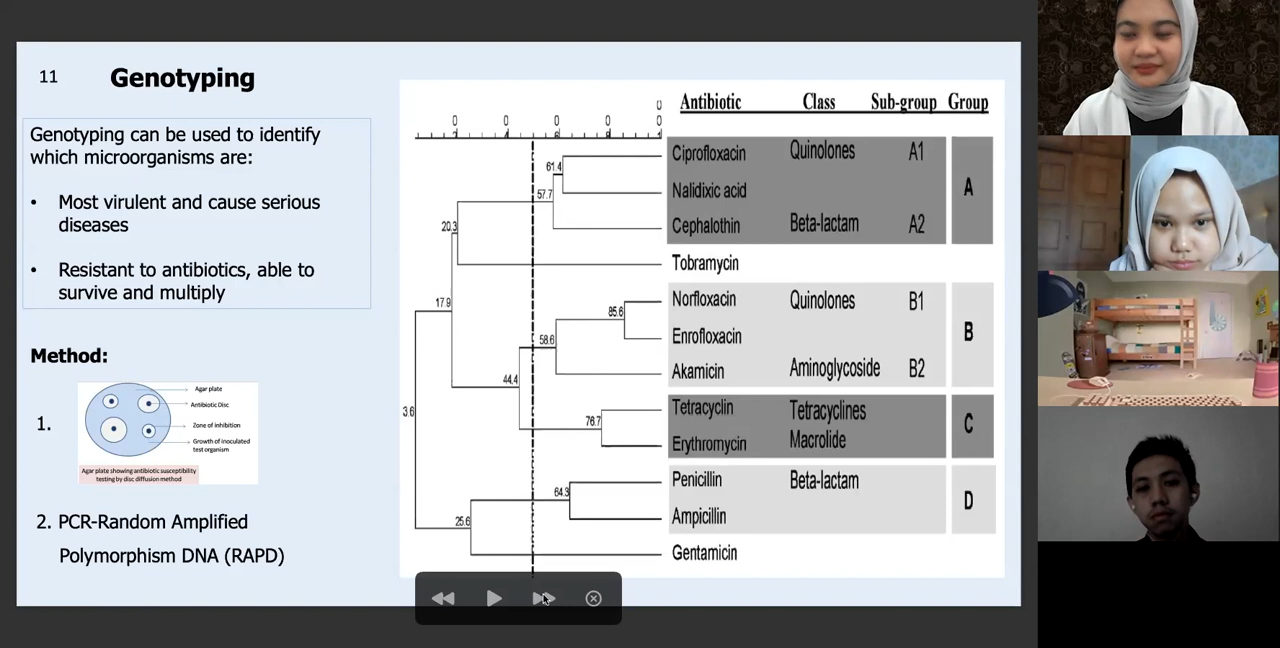 11
Genotyping
Genotyping can be used to identify
which microorganisms are:
• Most virulent and cause serious
diseases
• Resistant to antibiotics, able to
survive and multiply
Method:
1.
Agar plate
Antibiotic Disc
Zone of inhibition
Growth of inoculated
test organism
Agar plate showing antibiotic susceptibility
testing by disc diffusion method
2. PCR-Random Amplified
Polymorphism DNA (RAPD)
Antibiotic Class Sub-group Group
Ciprofloxacin Quinolones A1
Nalidixic acid
A
Cephalothin Beta-lactam A2
Tobramycin
Norfloxacin Quinolones B1
Enrofloxacin
B
Akamicin Aminoglycoside B2
Tetracyclin Tetracyclines
C
Erythromycin Macrolide
Penicillin Beta-lactam
D
Ampicillin
Gentamicin
61.4
57.7
20.3
17.9
85.6
58.6
44.4
3.6
76.7
64.3
25.6